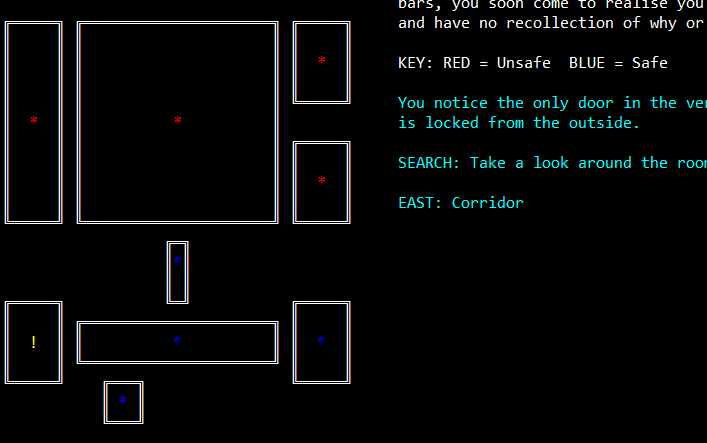 bars, you soon come to realise you
and have no recollection of why or
KEY: RED = Unsafe  BLUE = Safe
You notice the only door in the
is locked from the outside.
SEARCH: Take a look around the
EAST: Corridor
*
*
*
*
*
!
*
*
*